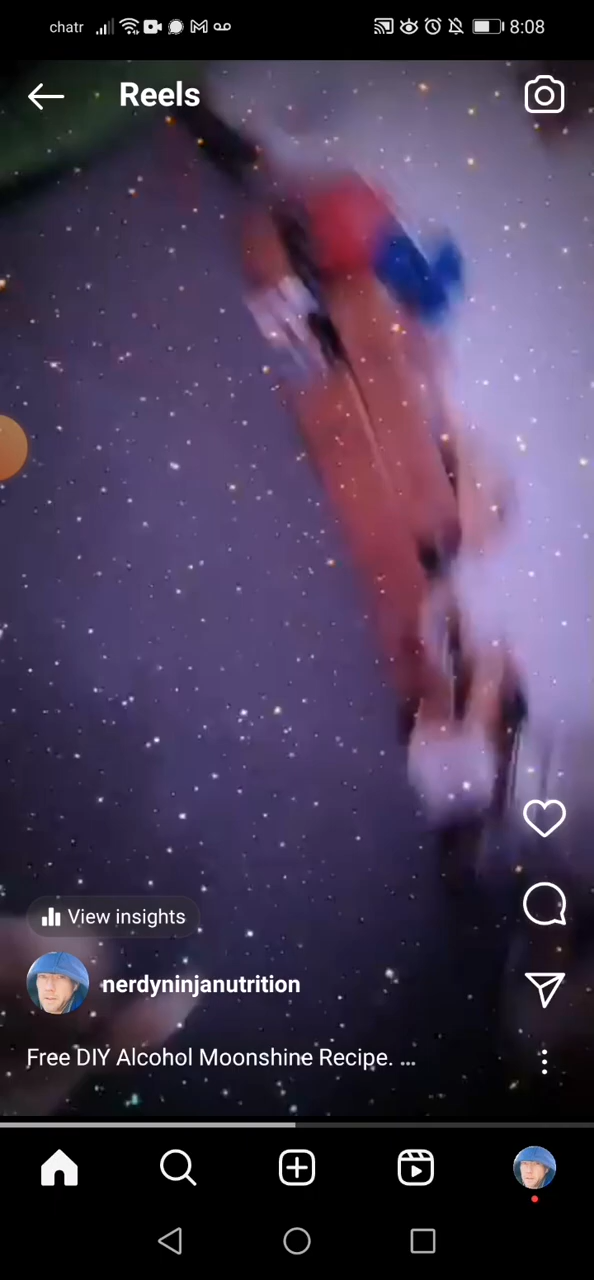 chatr 8:08
Reels
View insights
nerdyninjanutrition
Free DIY Alcohol Moonshine Recipe. ...